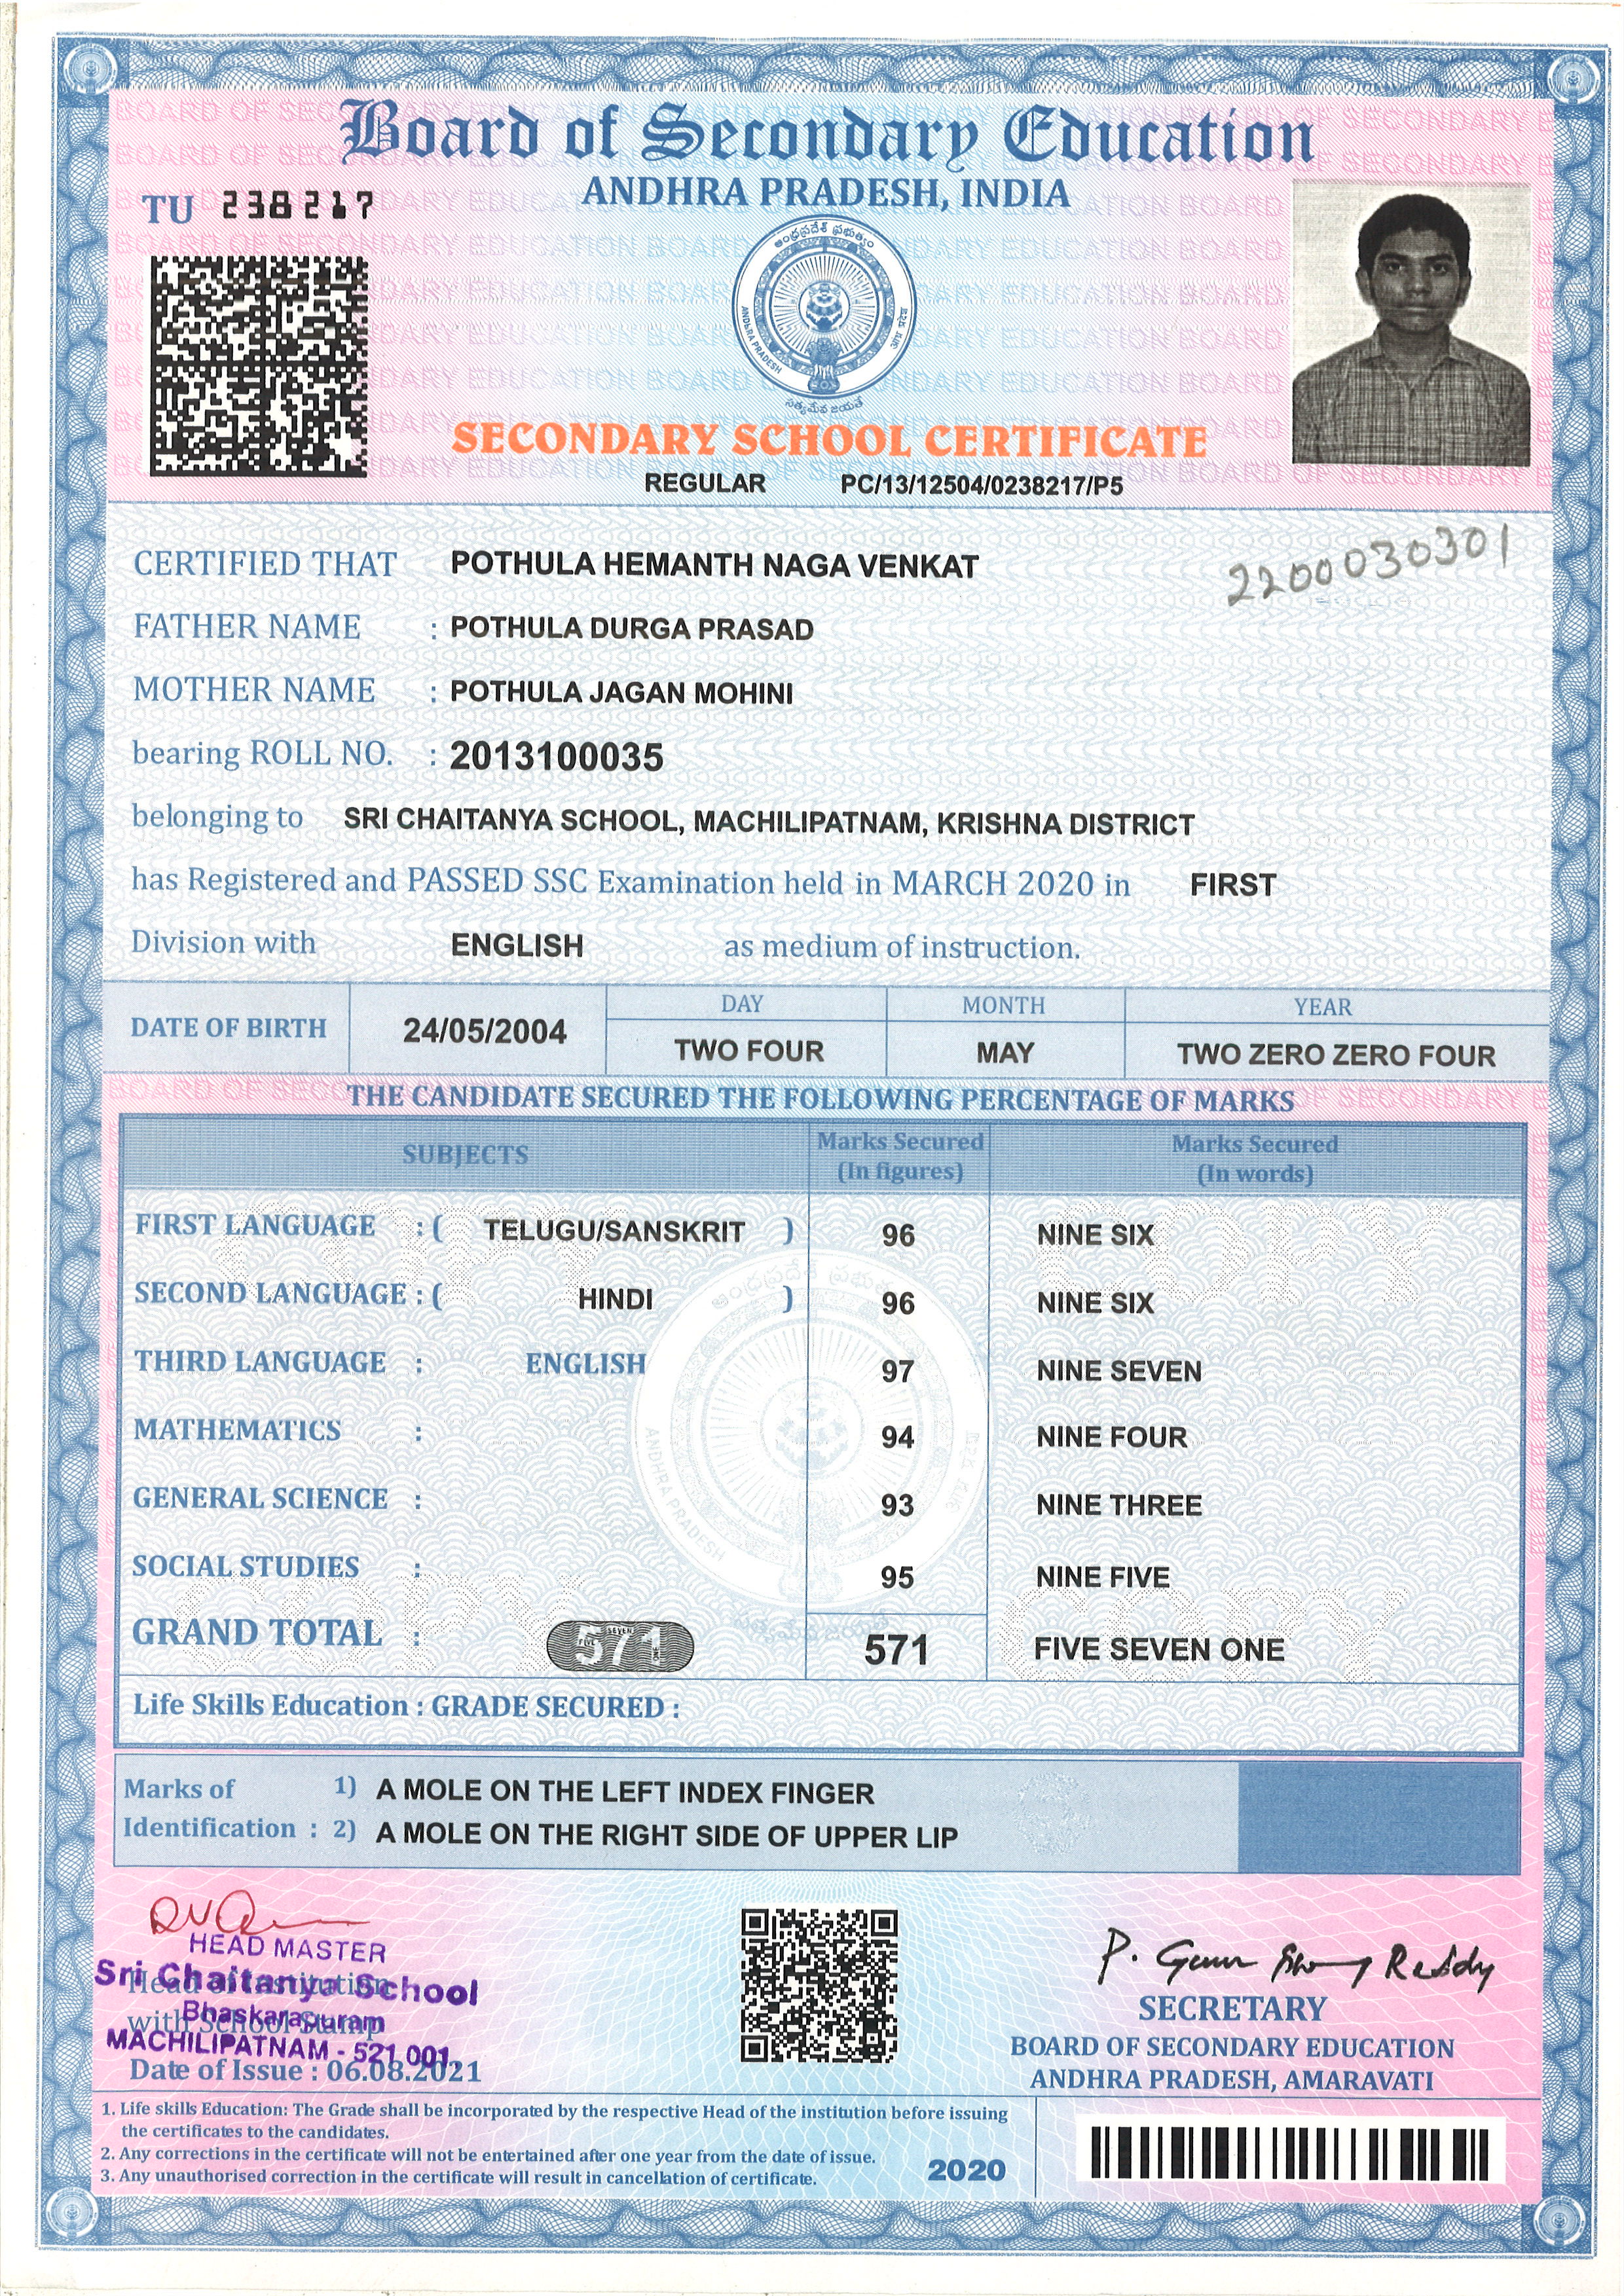 Board of Secondary Education
ANDHRA PRADESH, INDIA
TU 238217
ఆంధ్రప్రదేశ్ ప్రభుత్వం
ANDHRA PRADESH
आंध्र प्रदेश
సత్యమేవ జయతే
SECONDARY SCHOOL CERTIFICATE
REGULAR PC/13/12504/0238217/P5
2200030301
CERTIFIED THAT POTHULA HEMANTH NAGA VENKAT
FATHER NAME : POTHULA DURGA PRASAD
MOTHER NAME : POTHULA JAGAN MOHINI
bearing ROLL NO. : 2013100035
belonging to SRI CHAITANYA SCHOOL, MACHILIPATNAM, KRISHNA DISTRICT
has Registered and PASSED SSC Examination held in MARCH 2020 in FIRST
Division with ENGLISH as medium of instruction.
DATE OF BIRTH 24/05/2004 DAY MONTH YEAR
TWO FOUR MAY TWO ZERO ZERO FOUR
THE CANDIDATE SECURED THE FOLLOWING PERCENTAGE OF MARKS
SUBJECTS Marks Secured (In figures) Marks Secured (In words)
FIRST LANGUAGE : ( TELUGU/SANSKRIT ) 96 NINE SIX
SECOND LANGUAGE : ( HINDI ) 96 NINE SIX
THIRD LANGUAGE : ENGLISH 97 NINE SEVEN
MATHEMATICS : 94 NINE FOUR
GENERAL SCIENCE : 93 NINE THREE
SOCIAL STUDIES : 95 NINE FIVE
GRAND TOTAL : 571 571 FIVE SEVEN ONE
Life Skills Education : GRADE SECURED :
Marks of 1) A MOLE ON THE LEFT INDEX FINGER
Identification : 2) A MOLE ON THE RIGHT SIDE OF UPPER LIP
HEAD MASTER
Sri Chaitanya School
Head of Institution
Bhaskarapuram
with School Stamp
MACHILIPATNAM - 521 001.
Date of Issue : 06.08.2021
P. Reddy
SECRETARY
BOARD OF SECONDARY EDUCATION
ANDHRA PRADESH, AMARAVATI
1. Life skills Education: The Grade shall be incorporated by the respective Head of the institution before issuing
the certificates to the candidates.
2. Any corrections in the certificate will not be entertained after one year from the date of issue.
3. Any unauthorised correction in the certificate will result in cancellation of certificate.
2020